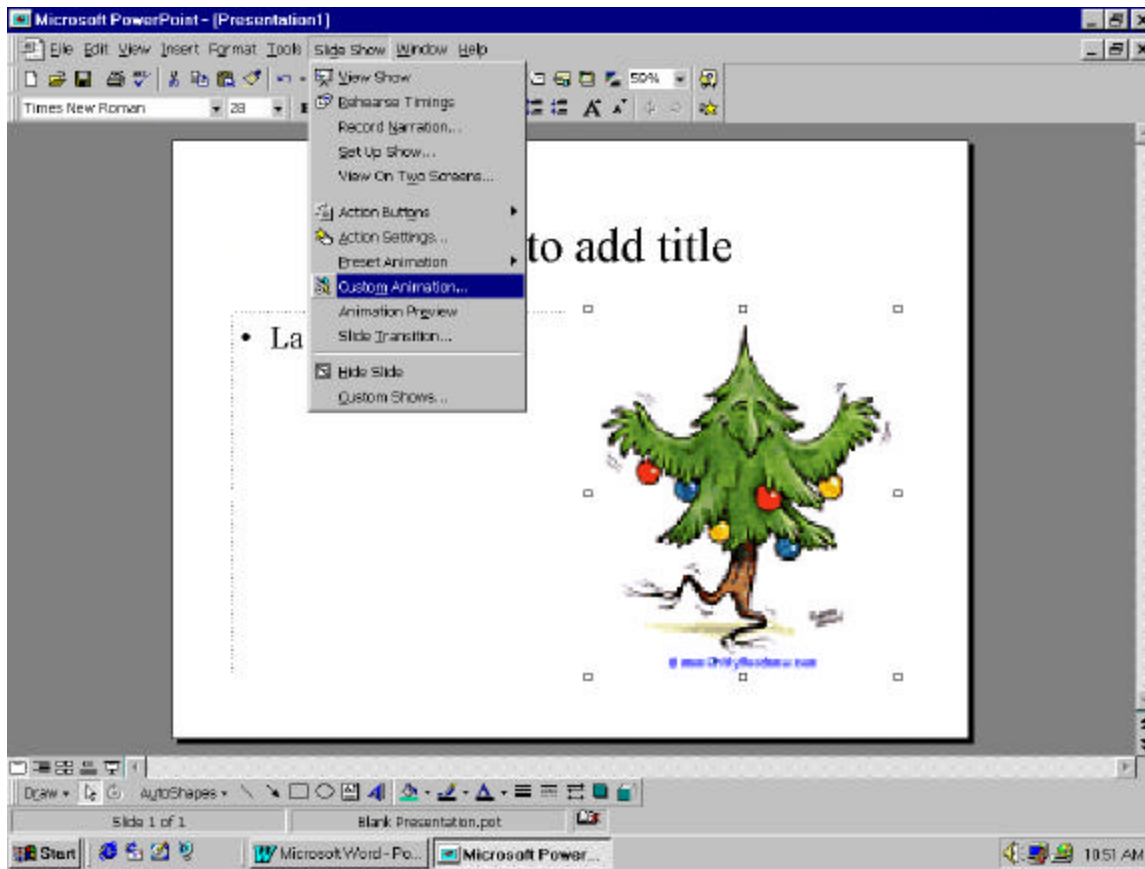 Microsoft PowerPoint - [Presentation1]
File Edit View Insert Format Tools Slide Show Window Help
59%
Times New Roman 28
View Show
Rehearse Timings
Record Narration...
Set Up Show...
View On Two Screens...
Action Buttons
Action Settings...
Preset Animation
Custom Animation...
Animation Preview
Slide Transition...
Hide Slide
Custom Shows...
to add title
• La
Draw AutoShapes
Slide 1 of 1 Blank Presentation.pot
Start Microsoft Word - Po... Microsoft Power... 10:51 AM